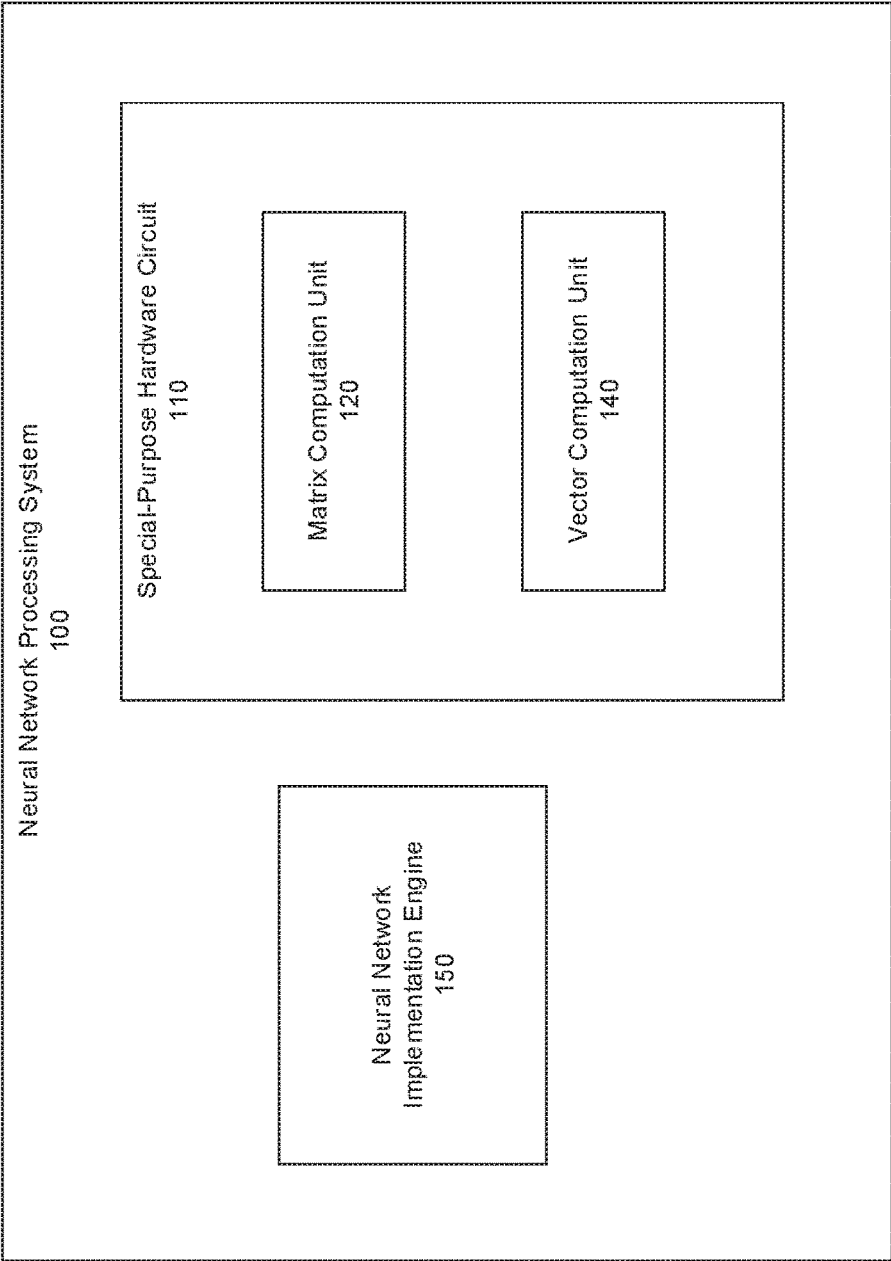 Neural Network Processing System
100
Neural Network
Implementation Engine
150
Special-Purpose Hardware Circuit
110
Matrix Computation Unit
120
Vector Computation Unit
140